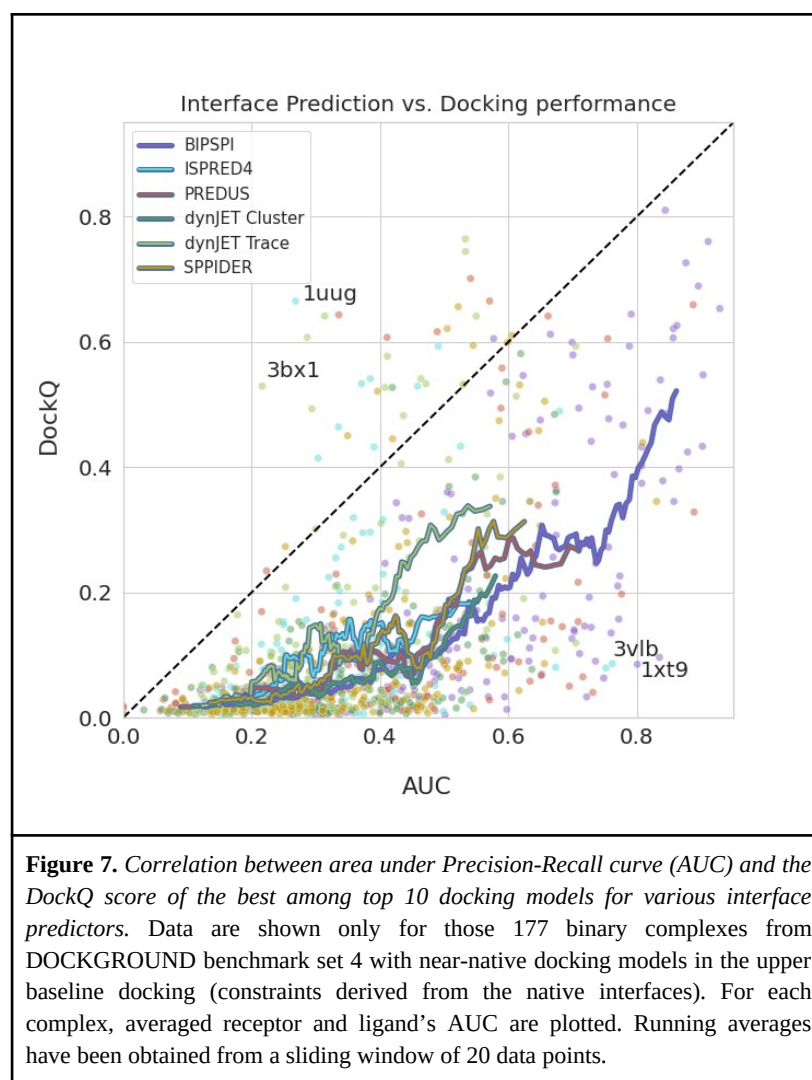 Interface Prediction vs. Docking performance
BIPSPI
ISPRED4
PREDUS
dynJET Cluster
dynJET Trace
SPPIDER
1uug
3bx1
3vlb
1xt9
DockQ
0.8
0.6
0.4
0.2
0.0
0.0 0.2 0.4 0.6 0.8
AUC
Figure 7. Correlation between area under Precision-Recall curve (AUC) and the
DockQ score of the best among top 10 docking models for various interface
predictors. Data are shown only for those 177 binary complexes from
DOCKGROUND benchmark set 4 with near-native docking models in the upper
baseline docking (constraints derived from the native interfaces). For each
complex, averaged receptor and ligand's AUC are plotted. Running averages
have been obtained from a sliding window of 20 data points.